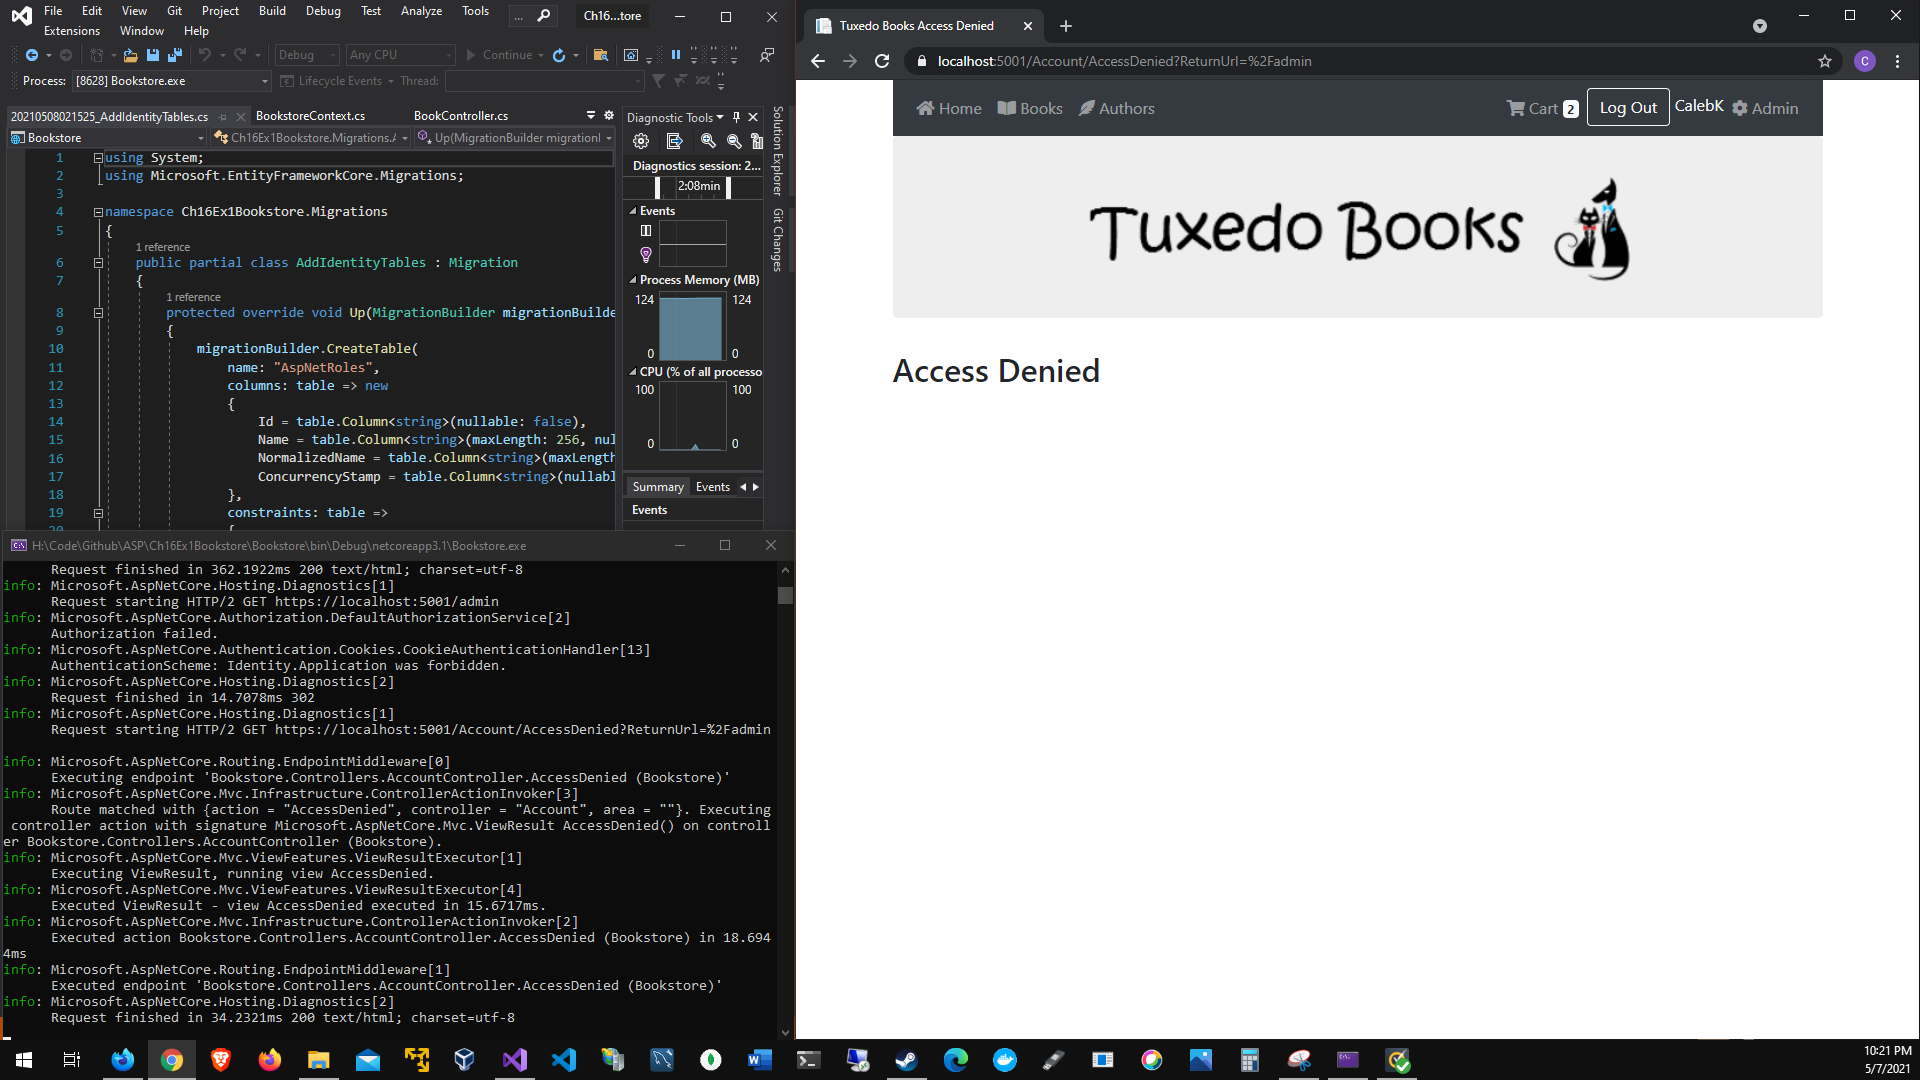 File Edit View Git Project Build Debug Test Analyze Tools ... Ch16...tore
Extensions Window Help
Debug Any CPU Continue
Process: [8628] Bookstore.exe Lifecycle Events Thread:
20210508021525_AddIdentityTables.cs BookstoreContext.cs BookController.cs
Bookstore Ch16Ex1Bookstore.Migrations.A Up(MigrationBuilder migrationl
1 using System;
2 using Microsoft.EntityFrameworkCore.Migrations;
3
4 namespace Ch16Ex1Bookstore.Migrations
5 {
1 reference
6 public partial class AddIdentityTables : Migration
7 {
1 reference
8 protected override void Up(MigrationBuilder migrationBuilde
9 {
10 migrationBuilder.CreateTable(
11 name: "AspNetRoles",
12 columns: table => new
13 {
14 Id = table.Column<string>(nullable: false),
15 Name = table.Column<string>(maxLength: 256, nul
16 NormalizedName = table.Column<string>(maxLength
17 ConcurrencyStamp = table.Column<string>(nullabl
18 },
19 constraints: table =>
20 {
Diagnostic Tools
Diagnostics session: 2...
2:08min
Events
Process Memory (MB)
124 124
0 0
CPU (% of all processo
100 100
0 0
Summary Events
Events
Solution Explorer
Git Changes
H:\Code\Github\ASP\Ch16Ex1Bookstore\Bookstore\bin\Debug\netcoreapp3.1\Bookstore.exe
Request finished in 362.1922ms 200 text/html; charset=utf-8
info: Microsoft.AspNetCore.Hosting.Diagnostics[1]
Request starting HTTP/2 GET https://localhost:5001/admin
info: Microsoft.AspNetCore.Authorization.DefaultAuthorizationService[2]
Authorization failed.
info: Microsoft.AspNetCore.Authentication.Cookies.CookieAuthenticationHandler[13]
AuthenticationScheme: Identity.Application was forbidden.
info: Microsoft.AspNetCore.Hosting.Diagnostics[2]
Request finished in 14.7078ms 302
info: Microsoft.AspNetCore.Hosting.Diagnostics[1]
Request starting HTTP/2 GET https://localhost:5001/Account/AccessDenied?ReturnUrl=%2Fadmin
info: Microsoft.AspNetCore.Routing.EndpointMiddleware[0]
Executing endpoint 'Bookstore.Controllers.AccountController.AccessDenied (Bookstore)'
info: Microsoft.AspNetCore.Mvc.Infrastructure.ControllerActionInvoker[3]
Route matched with {action = "AccessDenied", controller = "Account", area = ""}. Executing
controller action with signature Microsoft.AspNetCore.Mvc.ViewResult AccessDenied() on controll
er Bookstore.Controllers.AccountController (Bookstore).
info: Microsoft.AspNetCore.Mvc.ViewFeatures.ViewResultExecutor[1]
Executing ViewResult, running view AccessDenied.
info: Microsoft.AspNetCore.Mvc.ViewFeatures.ViewResultExecutor[4]
Executed ViewResult - view AccessDenied executed in 15.6717ms.
info: Microsoft.AspNetCore.Mvc.Infrastructure.ControllerActionInvoker[2]
Executed action Bookstore.Controllers.AccountController.AccessDenied (Bookstore) in 18.694
4ms
info: Microsoft.AspNetCore.Routing.EndpointMiddleware[1]
Executed endpoint 'Bookstore.Controllers.AccountController.AccessDenied (Bookstore)'
info: Microsoft.AspNetCore.Hosting.Diagnostics[2]
Request finished in 34.2321ms 200 text/html; charset=utf-8
Tuxedo Books Access Denied
localhost:5001/Account/AccessDenied?ReturnUrl=%2Fadmin C
Home Books Authors Cart 2 Log Out CalebK Admin
Tuxedo Books
Access Denied
10:21 PM
5/7/2021